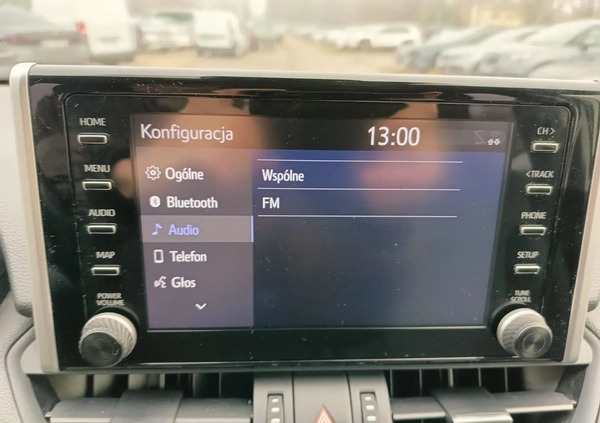 HOME
MENU
AUDIO
MAP
POWER
VOLUME
Konfiguracja
13:00
Ogólne
Bluetooth
Audio
Telefon
Głos
Wspólne
FM
CH>
<TRACK
PHONE
SETUP
TUNE
SCROLL